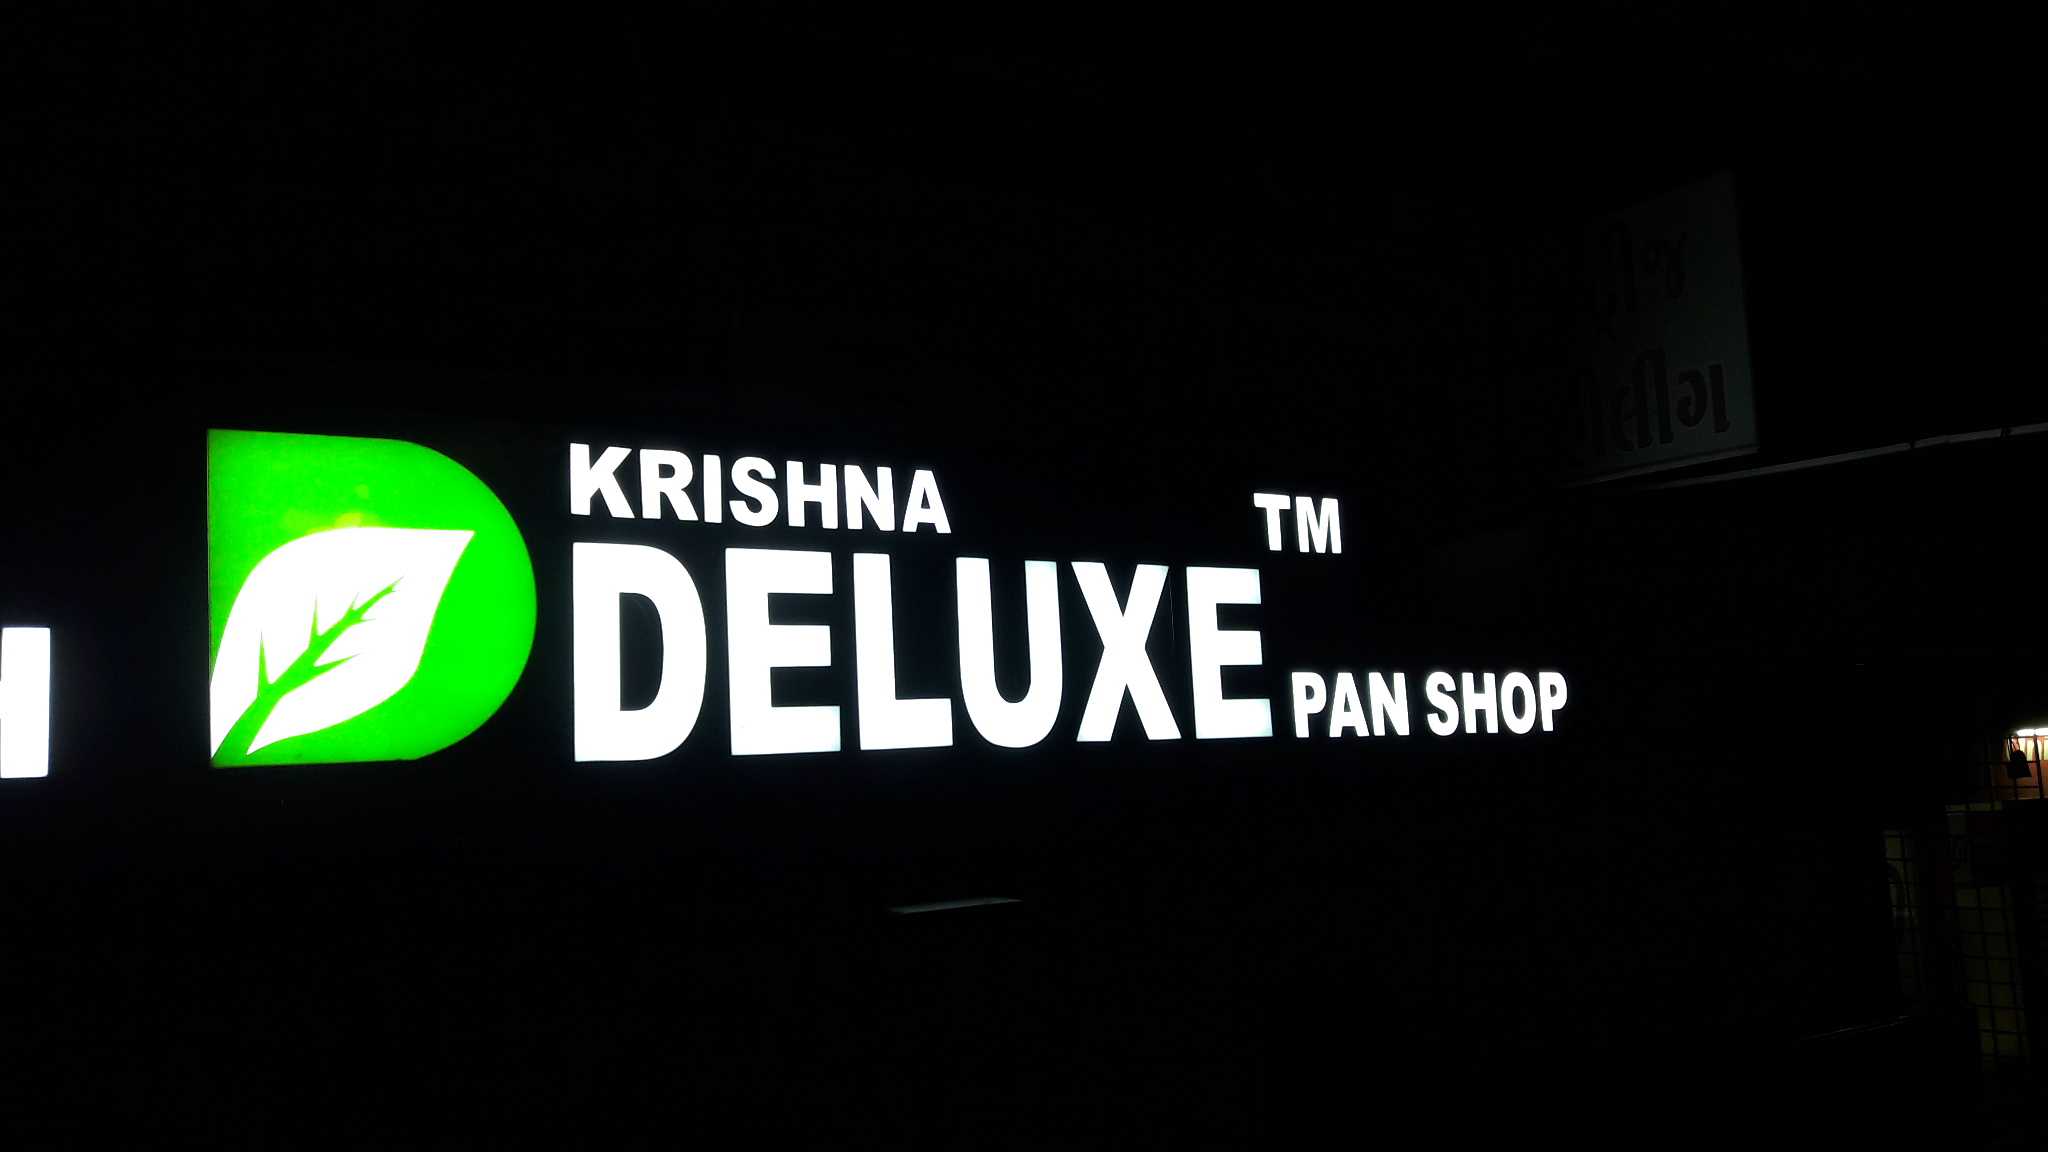 KRISHNA
DELUXE TM
PAN SHOP